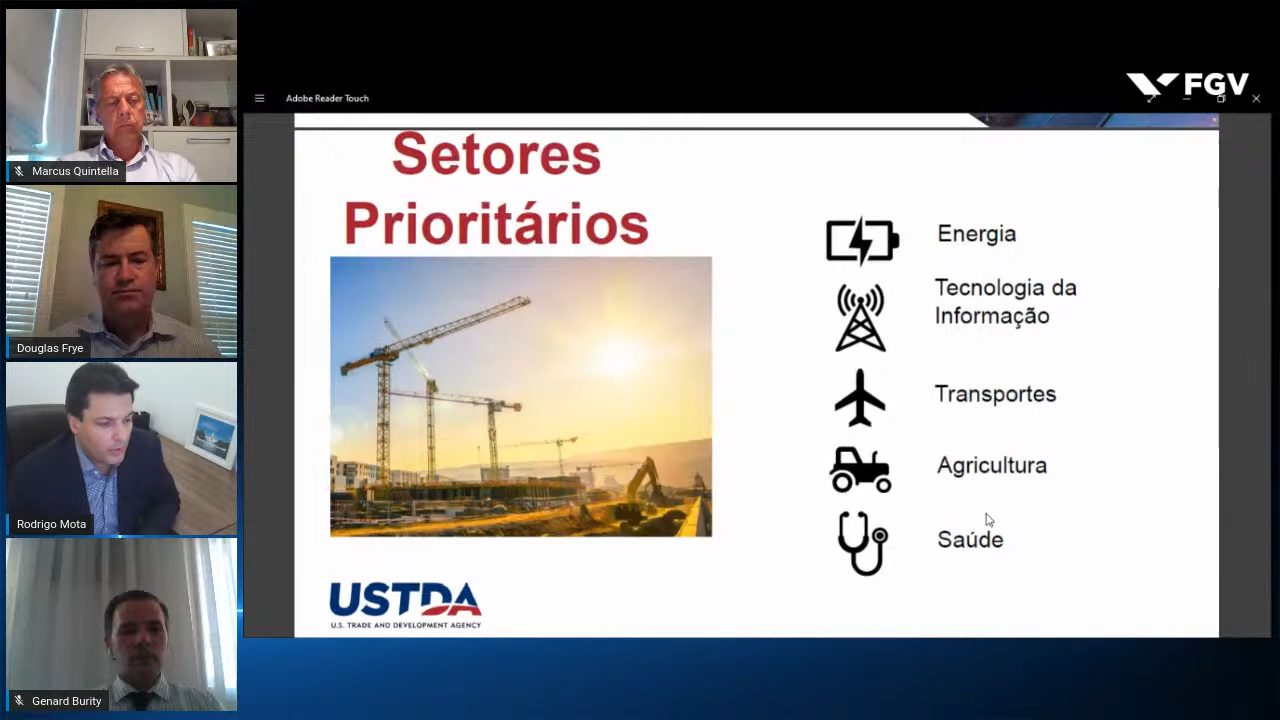 FGV
Adobe Reader Touch
Setores
Prioritários
Energia
Tecnologia da
Informação
Transportes
Agricultura
Saúde
USTDA
U.S. TRADE AND DEVELOPMENT AGENCY
Marcus Quintella
Douglas Frye
Rodrigo Mota
Genard Burity